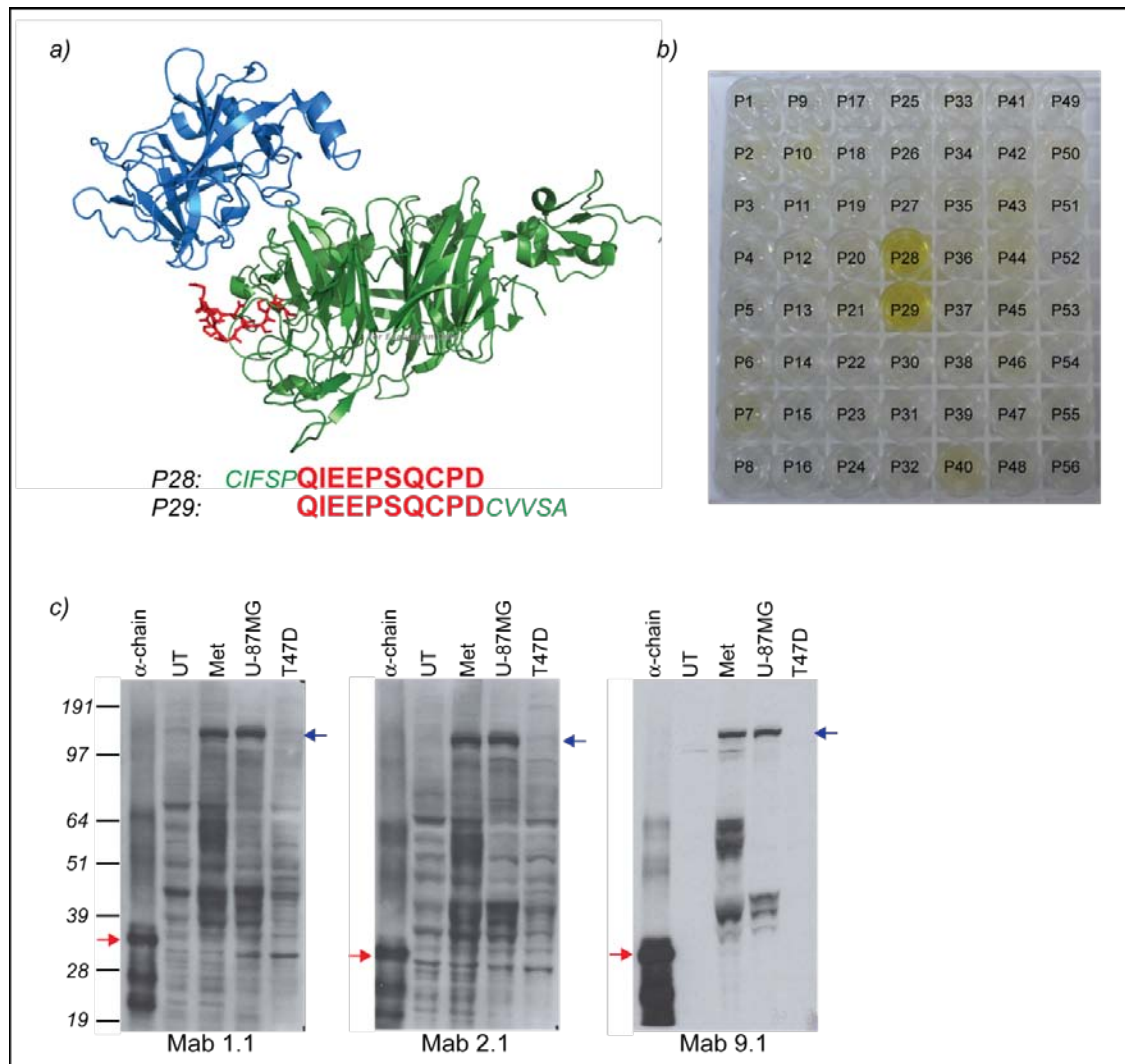 a)
P28: CIFSPQIEEPSQCPD
P29: QIEEPSQCPDCVVSA
b)
P1 P9 P17 P25 P33 P41 P49
P2 P10 P18 P26 P34 P42 P50
P3 P11 P19 P27 P35 P43 P51
P4 P12 P20 P28 P36 P44 P52
P5 P13 P21 P29 P37 P45 P53
P6 P14 P22 P30 P38 P46 P54
P7 P15 P23 P31 P39 P47 P55
P8 P16 P24 P32 P40 P48 P56
c)
α-chain UT Met U-87MG T47D
α-chain UT Met U-87MG T47D
α-chain UT Met U-87MG T47D
191
97
64
51
39
28
19
Mab 1.1
Mab 2.1
Mab 9.1